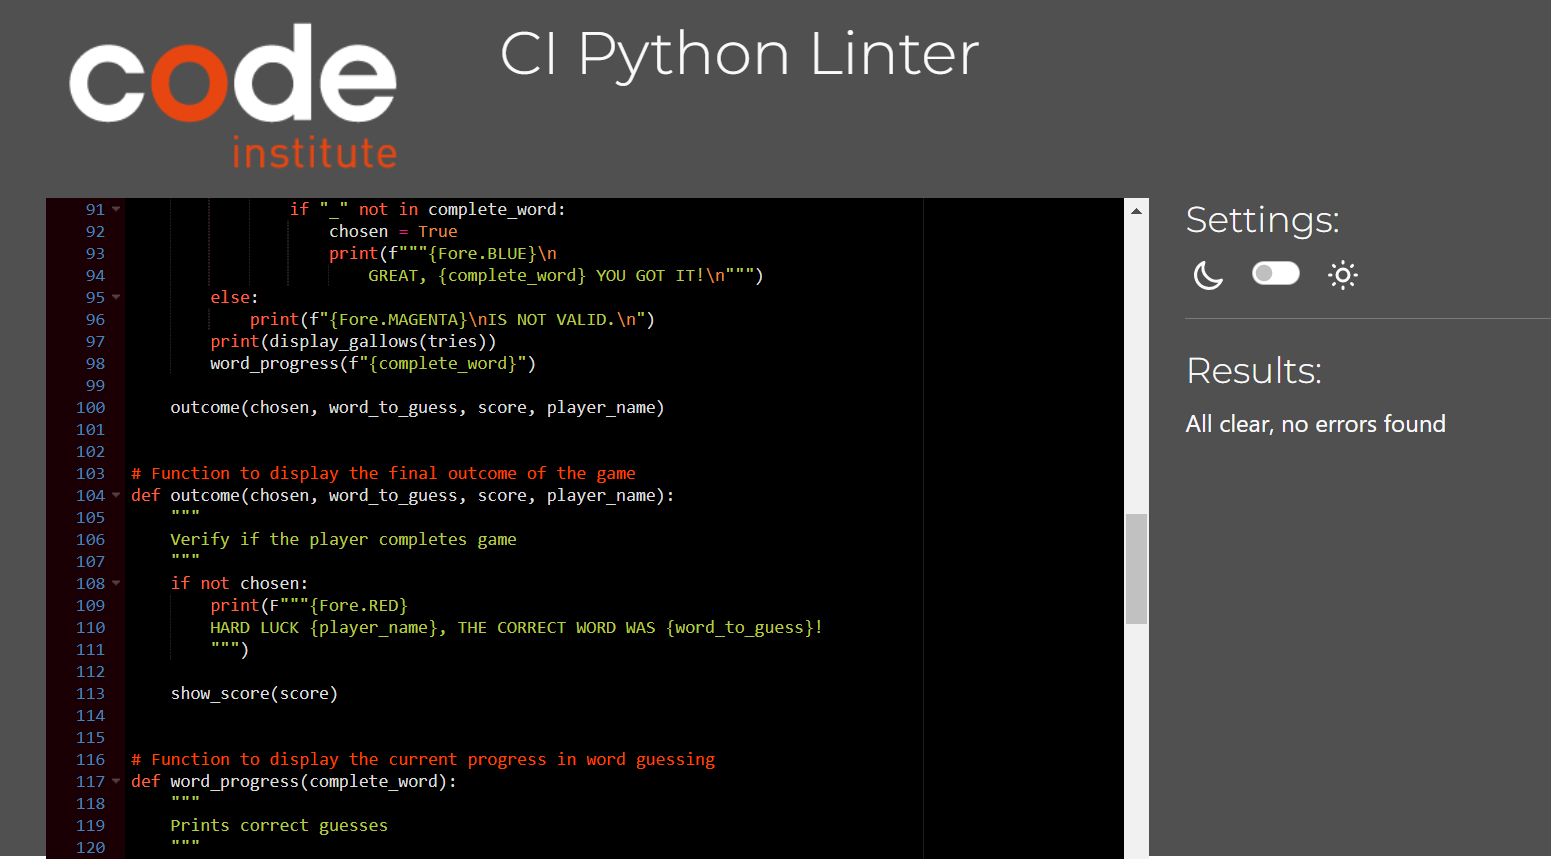 code
institute
CI Python Linter
91 if "_" not in complete_word:
92 chosen = True
93 print(f"""{Fore.BLUE}\n
94 GREAT, {complete_word} YOU GOT IT!\n""")
95 else:
96 print(f"{Fore.MAGENTA}\nIS NOT VALID.\n")
97 print(display_gallows(tries))
98 word_progress(f"{complete_word}")
99
100 outcome(chosen, word_to_guess, score, player_name)
101
102
103 # Function to display the final outcome of the game
104 def outcome(chosen, word_to_guess, score, player_name):
105 """
106 Verify if the player completes game
107 """
108 if not chosen:
109 print(F"""{Fore.RED}
110 HARD LUCK {player_name}, THE CORRECT WORD WAS {word_to_guess}!
111 """)
112
113 show_score(score)
114
115
116 # Function to display the current progress in word guessing
117 def word_progress(complete_word):
118 """
119 Prints correct guesses
120 """
Settings:
Results:
All clear, no errors found